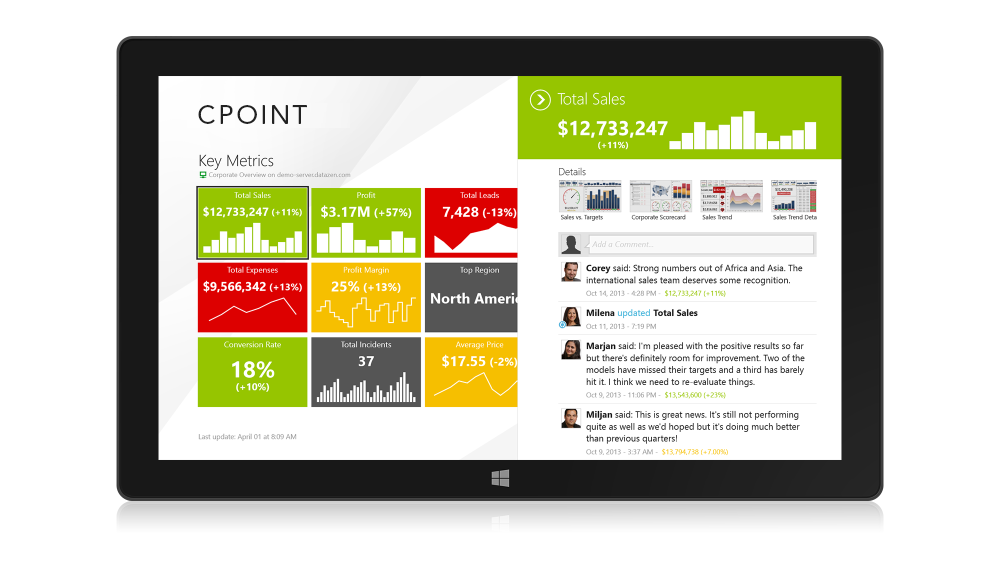 CPOINT
Key Metrics
Corporate Overview on demo-server.datazen.com
Total Sales
$12,733,247 (+11%)
Profit
$3.17M (+57%)
Total Leads
7,428 (-13%)
Total Expenses
$9,566,342 (+13%)
Profit Margin
25% (+13%)
Top Region
North Americ
Conversion Rate
18%
(+10%)
Total Incidents
37
Average Price
$17.55 (-2%)
Last update. April 01 at 8:09 AM
Total Sales
$12,733,247
(+11%)
Details
Sales vs. Targets
Corporate Scorecard
Sales Trend
Sales Trend Deta
Add a Comment...
Corey said: Strong numbers out of Africa and Asia. The
international sales team deserves some recognition.
Oct 14, 2013 - 4:28 PM - $12,733,247 (+11%)
Milena updated Total Sales
Oct 11, 2013 - 7:19 PM
Marjan said: I'm pleased with the positive results so far
but there's definitely room for improvement. Two of the
models have missed their targets and a third has barely
hit it. I think we need to re-evaluate things.
Oct 9, 2013 - 11:06 PM - $13,543,600 (+23%)
Miljan said: This is great news. It's still not performing
quite as well as we'd hoped but it's doing much better
than previous quarters!
Oct 9, 2013 - 3:37 AM - $13,794,738 (+7.00%)